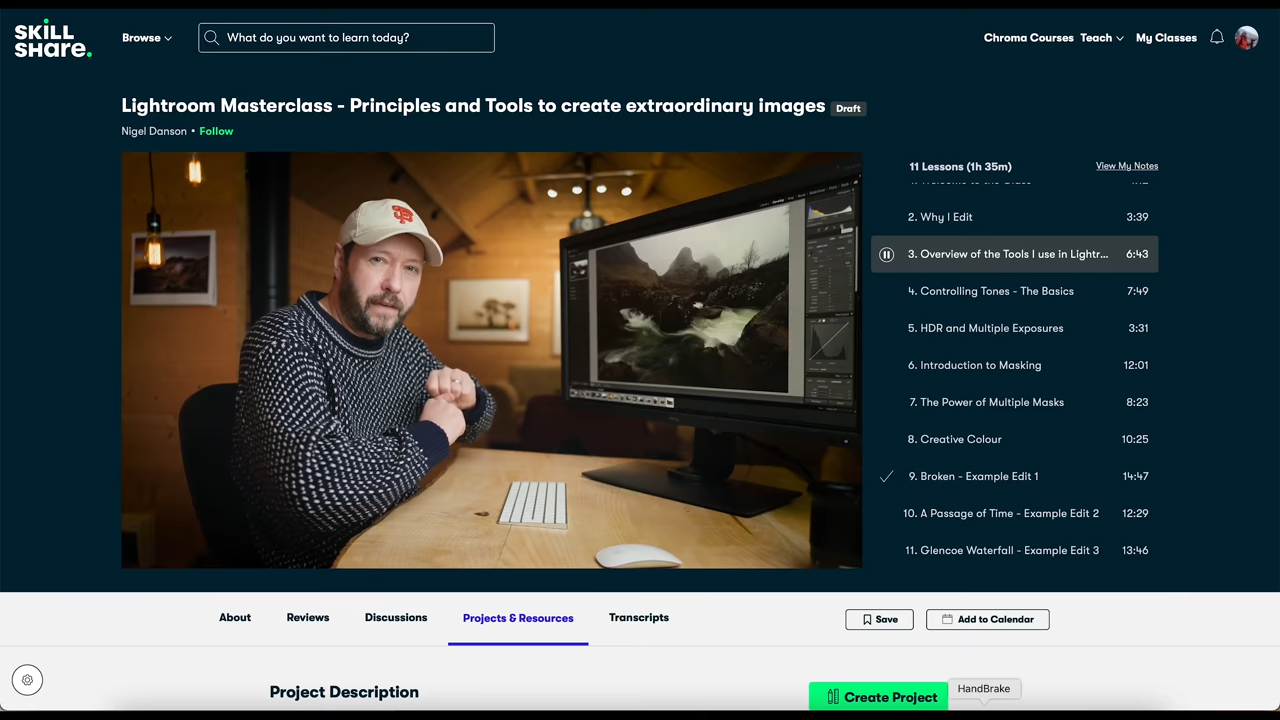 SKILL
SHARE.
Browse
What do you want to learn today?
Chroma Courses
Teach
My Classes
Lightroom Masterclass - Principles and Tools to create extraordinary images
Draft
Nigel Danson • Follow
11 Lessons (1h 35m)
View My Notes
2. Why I Edit 3:39
3. Overview of the Tools I use in Lightr... 6:43
4. Controlling Tones - The Basics 7:49
5. HDR and Multiple Exposures 3:31
6. Introduction to Masking 12:01
7. The Power of Multiple Masks 8:23
8. Creative Colour 10:25
9. Broken - Example Edit 1 14:47
10. A Passage of Time - Example Edit 2 12:29
11. Glencoe Waterfall - Example Edit 3 13:46
About
Reviews
Discussions
Projects & Resources
Transcripts
Save
Add to Calendar
Project Description
Create Project
HandBrake